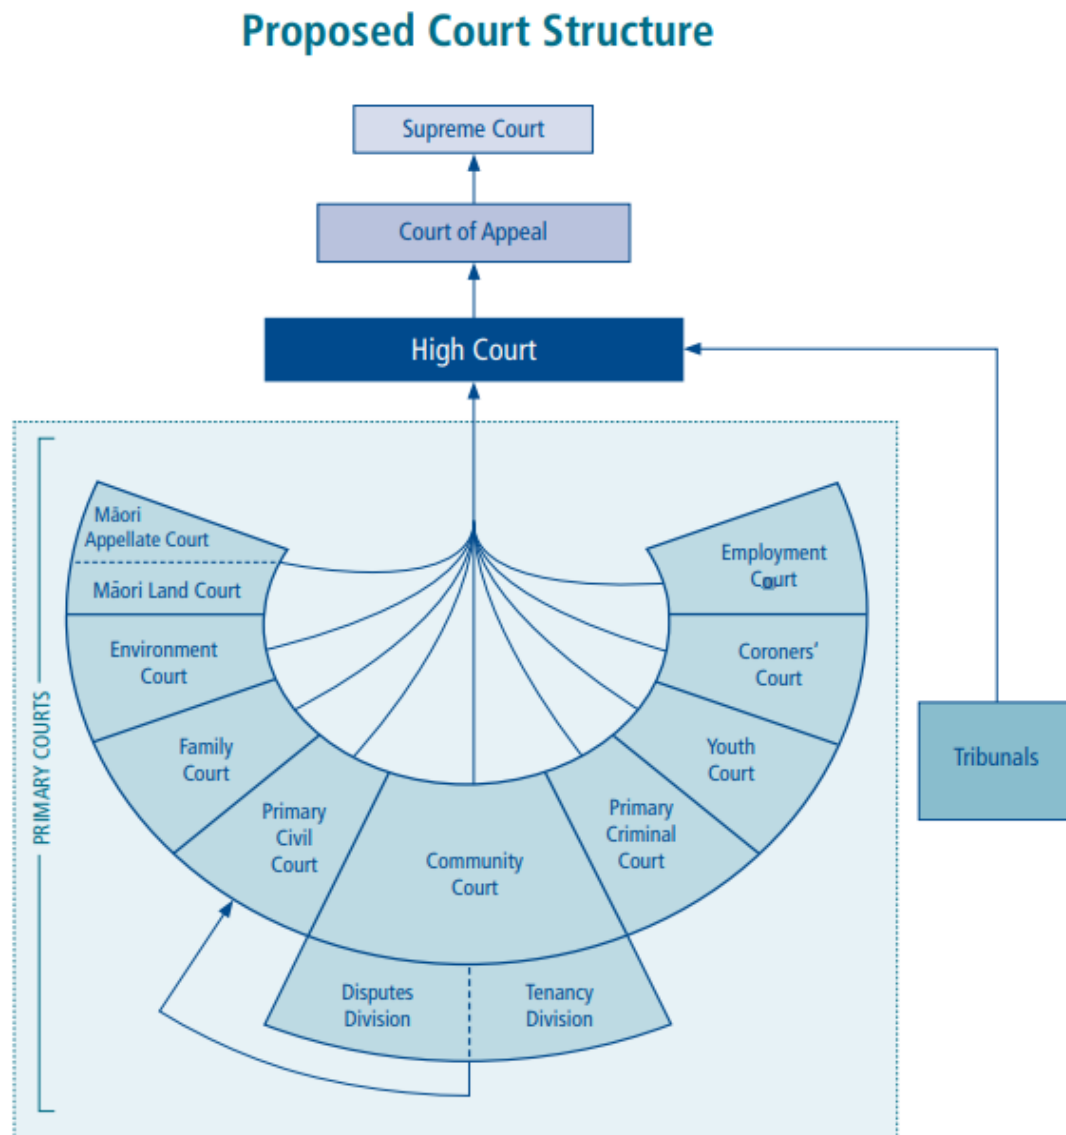 Proposed Court Structure
Supreme Court
Court of Appeal
High Court
PRIMARY COURTS
Māori
Appellate Court
Māori Land Court
Environment
Court
Family
Court
Primary
Civil
Court
Community
Court
Primary
Criminal
Court
Youth
Court
Coroners’
Court
Employment
Court
Disputes
Division
Tenancy
Division
Tribunals